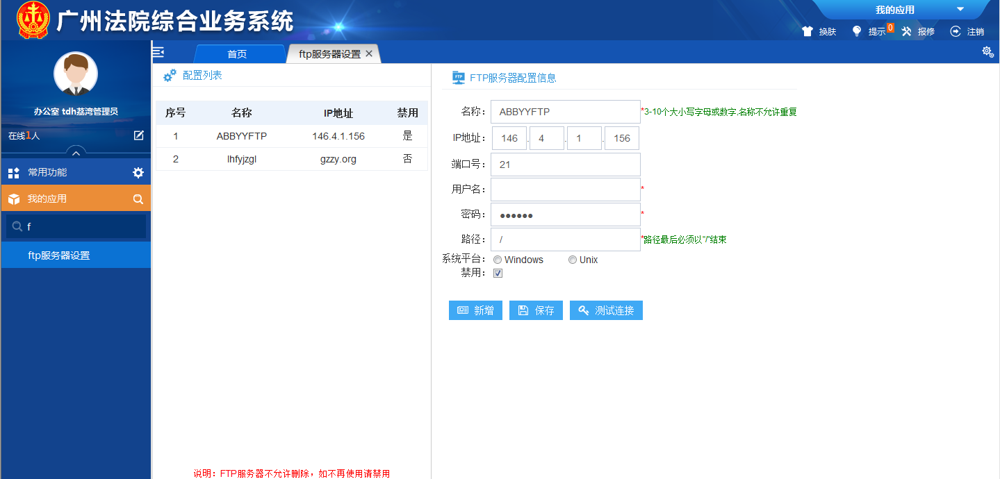 广州法院综合业务系统
我的应用
换肤 提示 0 报修 注销
首页 ftp服务器设置
办公室 tdh荔湾管理员
在线1人
常用功能
我的应用
f
ftp服务器设置
配置列表
序号 名称 IP地址 禁用
1 ABBYYFTP 146.4.1.156 是
2 lhfyjzgl gzzy.org 否
说明：FTP服务器不允许删除，如不再使用请禁用
FTP FTP服务器配置信息
名称： ABBYYFTP *3-10个大小写字母或数字,名称不允许重复
IP地址： 146 . 4 . 1 . 156
端口号： 21
用户名： *
密码： ●●●●●● *
路径： / *路径最后必须以"/"结束
系统平台： Windows Unix
禁用：
新增 保存 测试连接